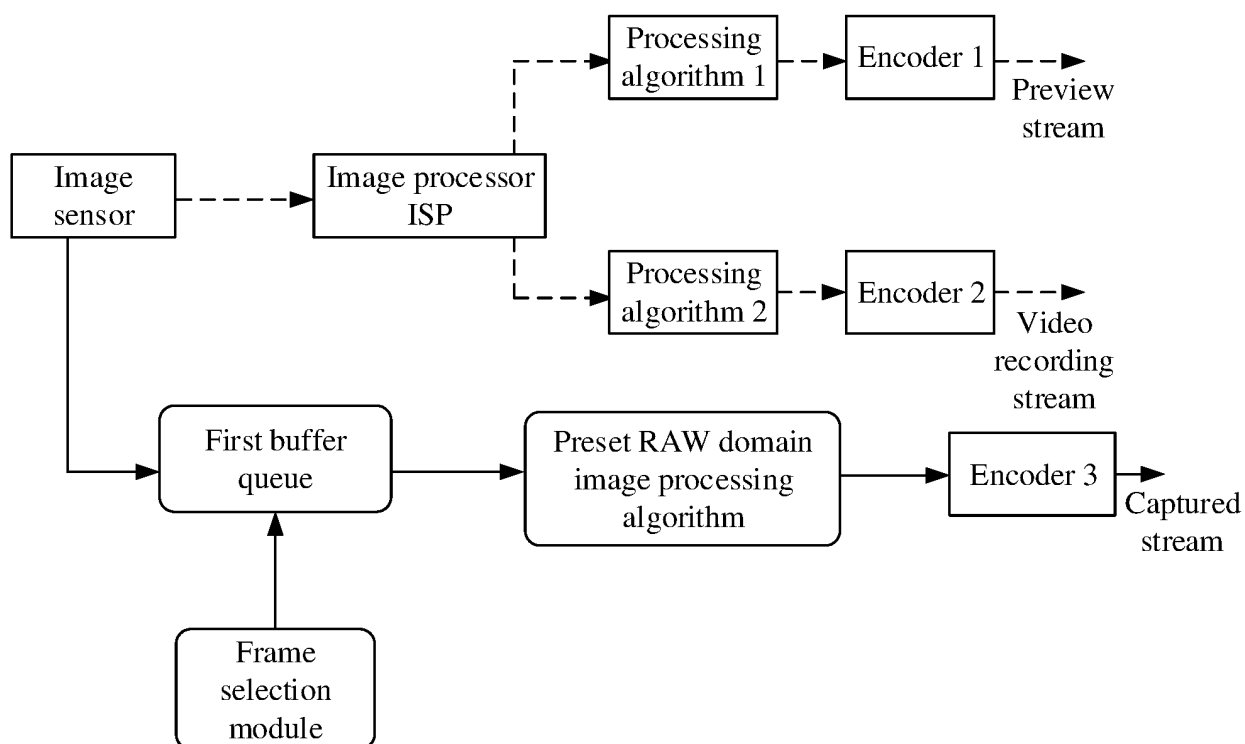 Processing
algorithm 1
Encoder 1
Preview
stream
Image
sensor
Image processor
ISP
Processing
algorithm 2
Encoder 2
Video
recording
stream
First buffer
queue
Preset RAW domain
image processing
algorithm
Encoder 3
Captured
stream
Frame
selection
module